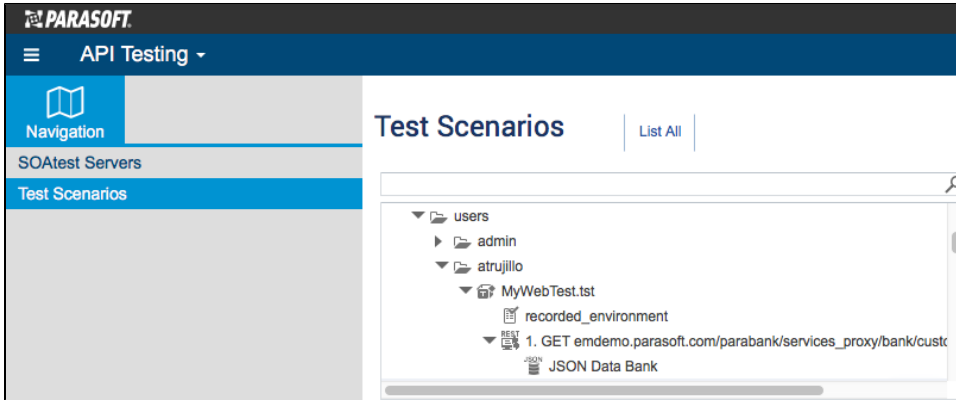 PARASOFT.
API Testing
Navigation
Test Scenarios
List All
SOAtest Servers
Test Scenarios
users
admin
atrujillo
MyWebTest.tst
recorded_environment
REST
1. GET emdemo.parasoft.com/parabank/services_proxy/bank/custo
JSON
JSON Data Bank